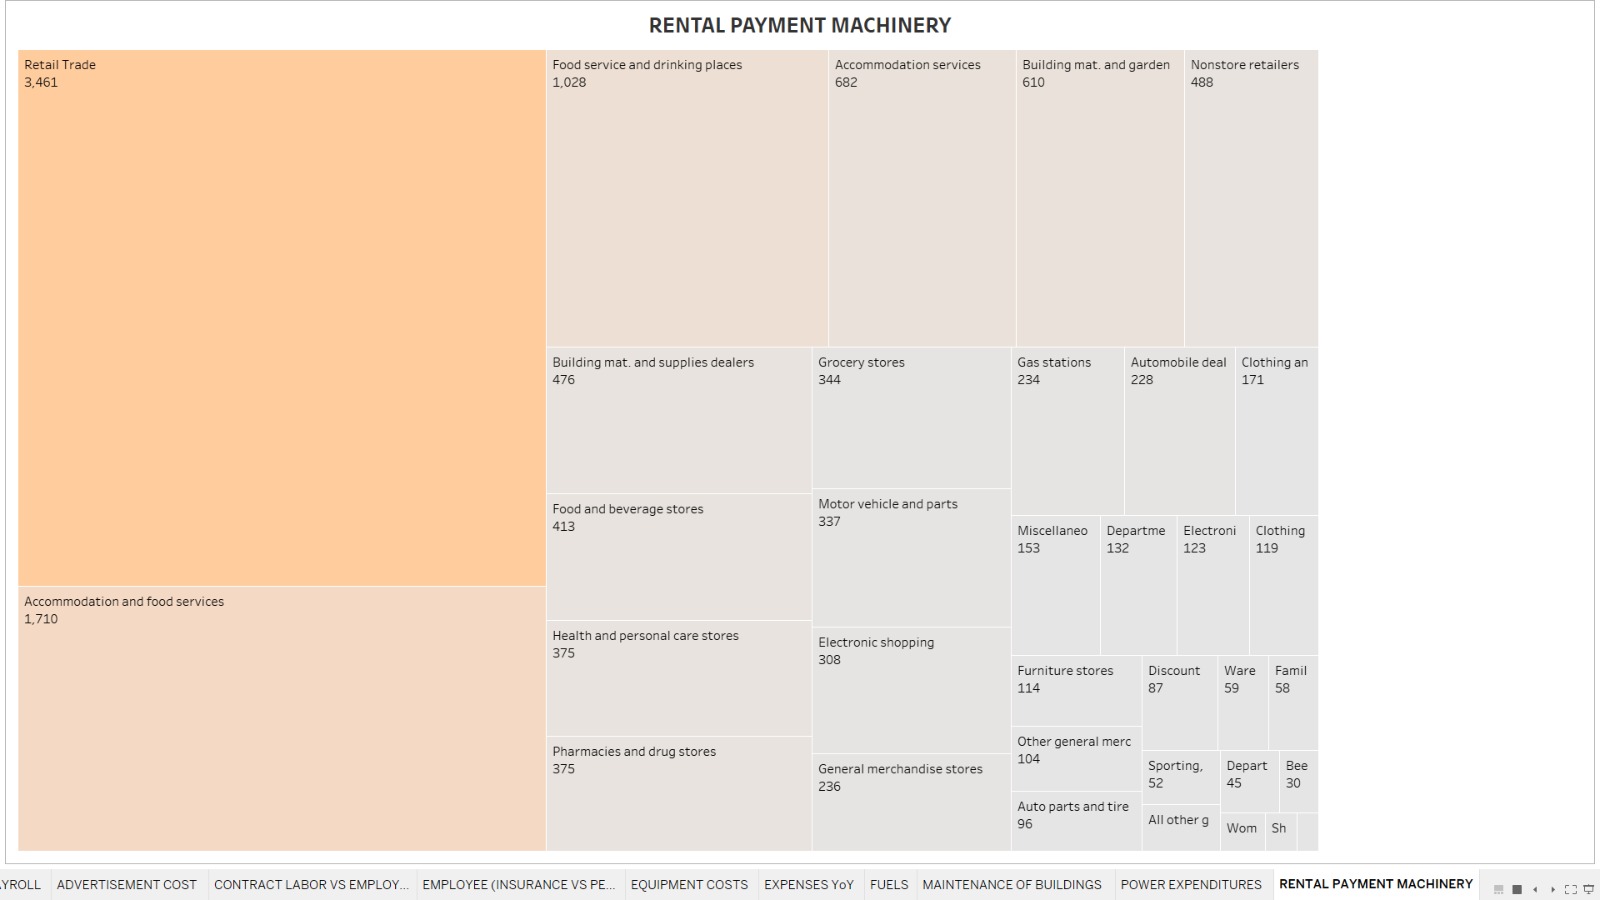 RENTAL PAYMENT MACHINERY
Retail Trade
3,461
Accommodation and food services
1,710
Food service and drinking places
1,028
Accommodation services
682
Building mat. and garden
610
Nonstore retailers
488
Building mat. and supplies dealers
476
Food and beverage stores
413
Health and personal care stores
375
Pharmacies and drug stores
375
Grocery stores
344
Motor vehicle and parts
337
Electronic shopping
308
General merchandise stores
236
Gas stations
234
Automobile deal
228
Clothing an
171
Miscellaneo
153
Departme
132
Electroni
123
Clothing
119
Furniture stores
114
Other general merc
104
Auto parts and tire
96
Discount
87
Ware
59
Famil
58
Sporting,
52
All other g
Depart
45
Bee
30
Wom
Sh
YROLL
ADVERTISEMENT COST
CONTRACT LABOR VS EMPLOY...
EMPLOYEE (INSURANCE VS PE...
EQUIPMENT COSTS
EXPENSES YoY
FUELS
MAINTENANCE OF BUILDINGS
POWER EXPENDITURES
RENTAL PAYMENT MACHINERY